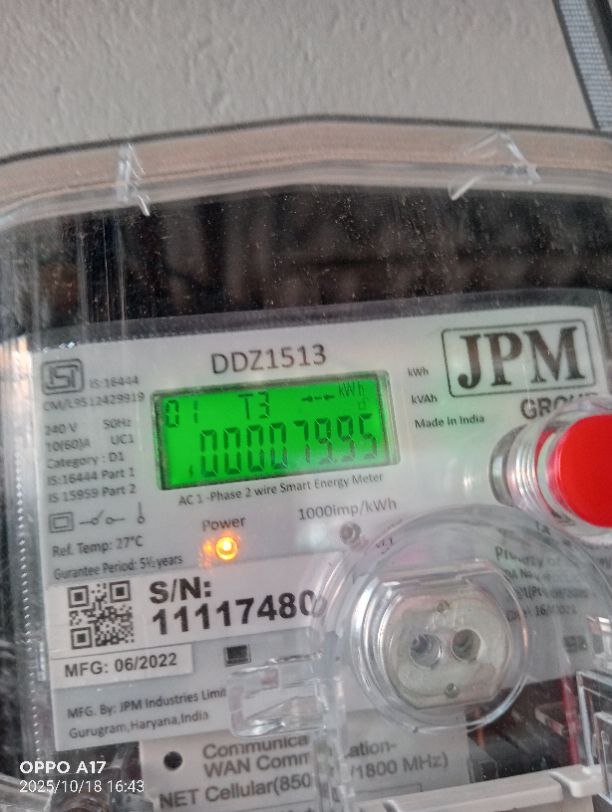 DDZ1513
JPM
GROUP
IS:16444
CM/L9512429919
240 V 50Hz
10(60)A UC1
Category : D1
IS:16444 Part 1
IS 15959 Part 2
01 T3 kWh
00007995
kWh
kVAh
Made in India
AC 1 -Phase 2 wire Smart Energy Meter
Power
1000imp/kWh
Ref. Temp: 27°C
Gurantee Period: 5½ years
S/N:
11117480
MFG: 06/2022
MFG. By: JPM Industries Limi
Gurugram,Haryana,India
Property of
Communica ation-
WAN Comm
NET Cellular(850 /1800 MHz)
OPPO A17
2025/10/18 16:43